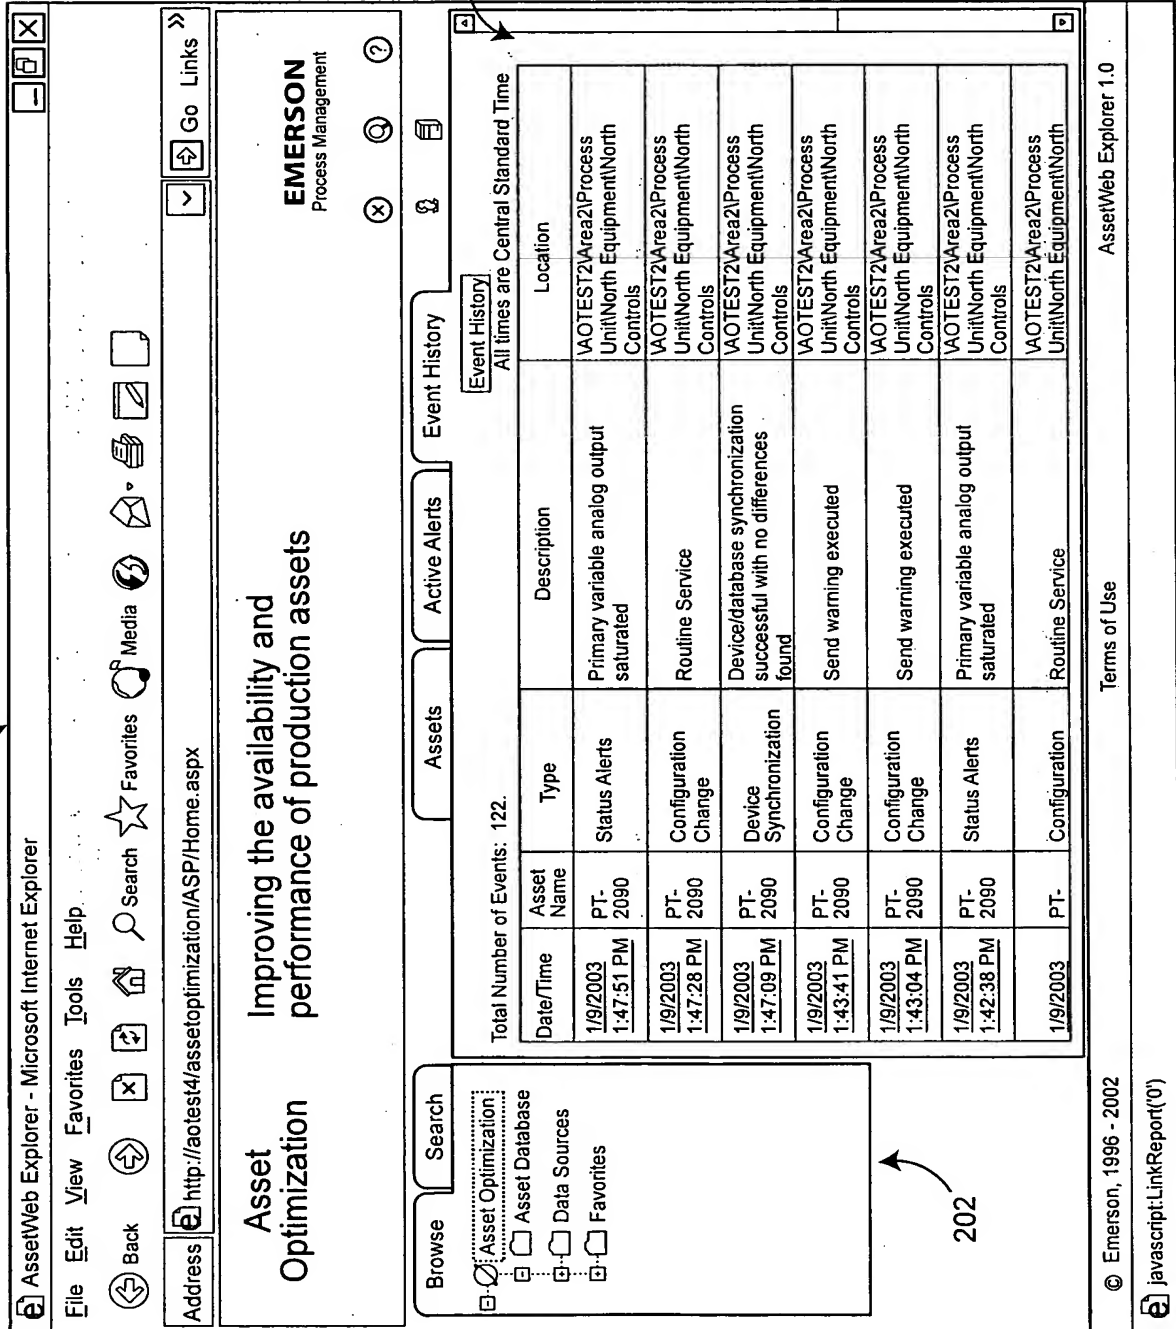 AssetWeb Explorer - Microsoft Internet Explorer
File Edit View Favorites Tools Help
Back Search Favorites Media
Address http://aotest4/assetoptimization/ASP/Home.aspx Go Links »
Asset
Optimization
Improving the availability and
performance of production assets
EMERSON
Process Management
Browse Search
Asset Optimization
Asset Database
Data Sources
Favorites
202
Assets Active Alerts Event History
Event History
Total Number of Events: 122. All times are Central Standard Time
Date/Time Asset Name Type Description Location
1/9/2003 1:47:51 PM PT-2090 Status Alerts Primary variable analog output saturated \AOTEST2\Area2\Process Unit\North Equipment\North Controls
1/9/2003 1:47:28 PM PT-2090 Configuration Change Routine Service \AOTEST2\Area2\Process Unit\North Equipment\North Controls
1/9/2003 1:47:09 PM PT-2090 Device Synchronization Device/database synchronization successful with no differences found \AOTEST2\Area2\Process Unit\North Equipment\North Controls
1/9/2003 1:43:41 PM PT-2090 Configuration Change Send warning executed \AOTEST2\Area2\Process Unit\North Equipment\North Controls
1/9/2003 1:43:04 PM PT-2090 Configuration Change Send warning executed \AOTEST2\Area2\Process Unit\North Equipment\North Controls
1/9/2003 1:42:38 PM PT-2090 Status Alerts Primary variable analog output saturated \AOTEST2\Area2\Process Unit\North Equipment\North Controls
1/9/2003 PT- Configuration Routine Service \AOTEST2\Area2\Process Unit\North Equipment\North
© Emerson, 1996 - 2002 Terms of Use AssetWeb Explorer 1.0
javascript:LinkReport('0')